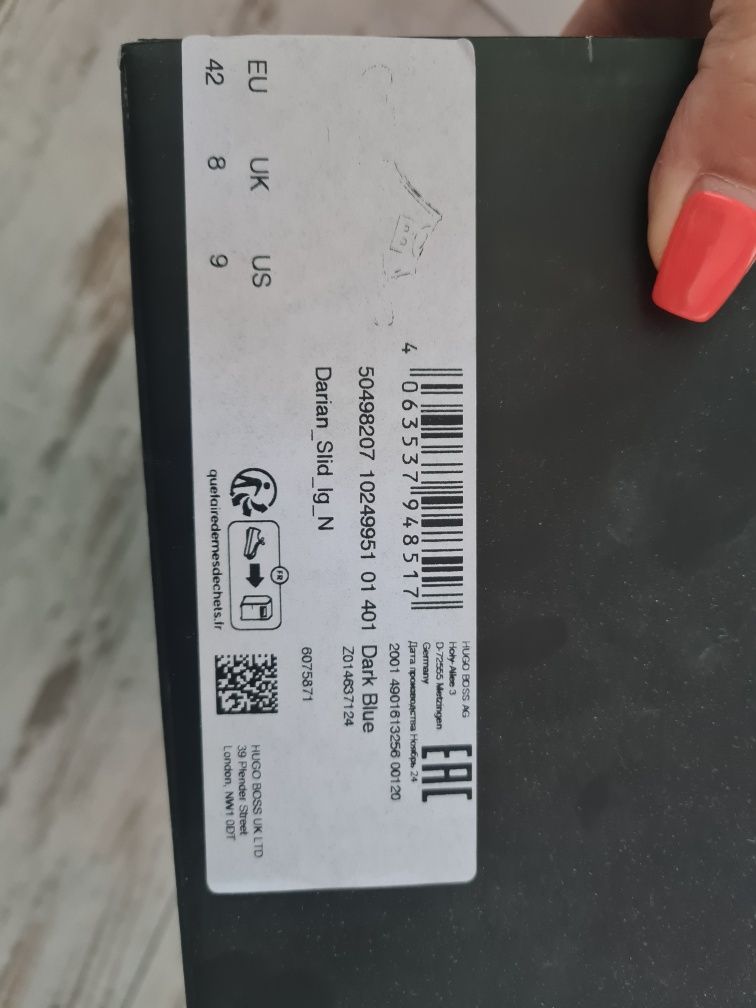 EU UK US
42 8 9
4 063537 948517
50498207 10249951 01 401 Dark Blue
Darian_Slid_lg_N
HUGO BOSS AG
Holy-Allee 3
D-72555 Metzingen
Germany
Дата производства Ноябрь 24
EAC
2001 4901613256 00120
Z014637124
6075871
FR
quefairedemesdechets.fr
HUGO BOSS UK LTD
39 Plender Street
London, NW1 0DT